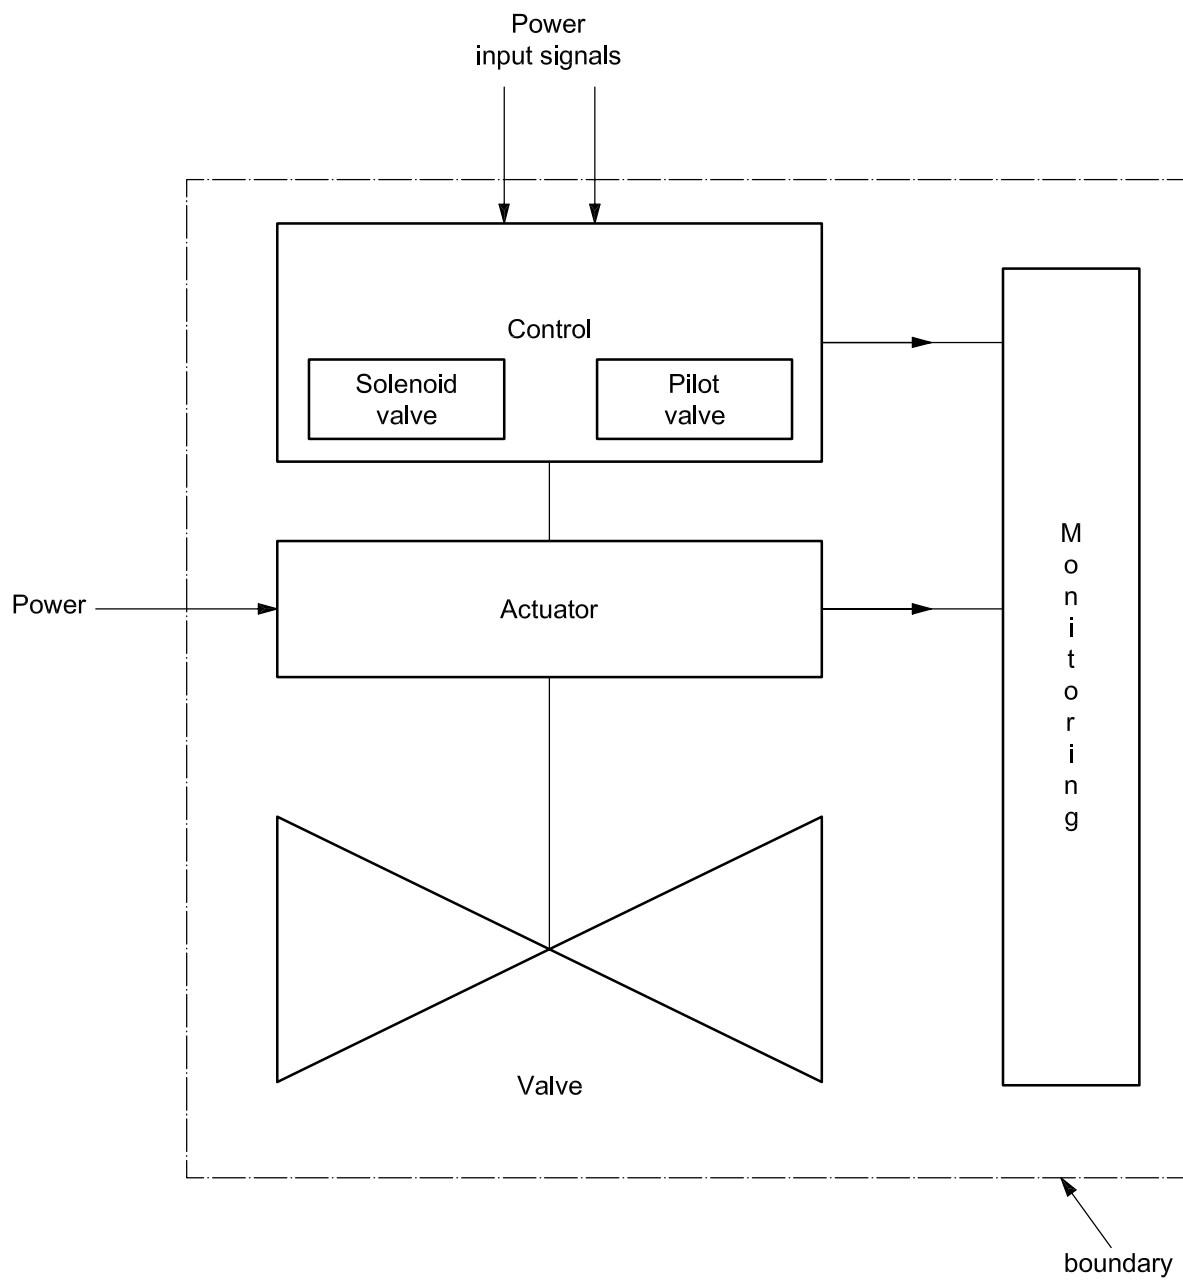 Power
input signals
Control
Solenoid
valve
Pilot
valve
Power
Actuator
M
o
n
i
t
o
r
i
n
g
Valve
boundary